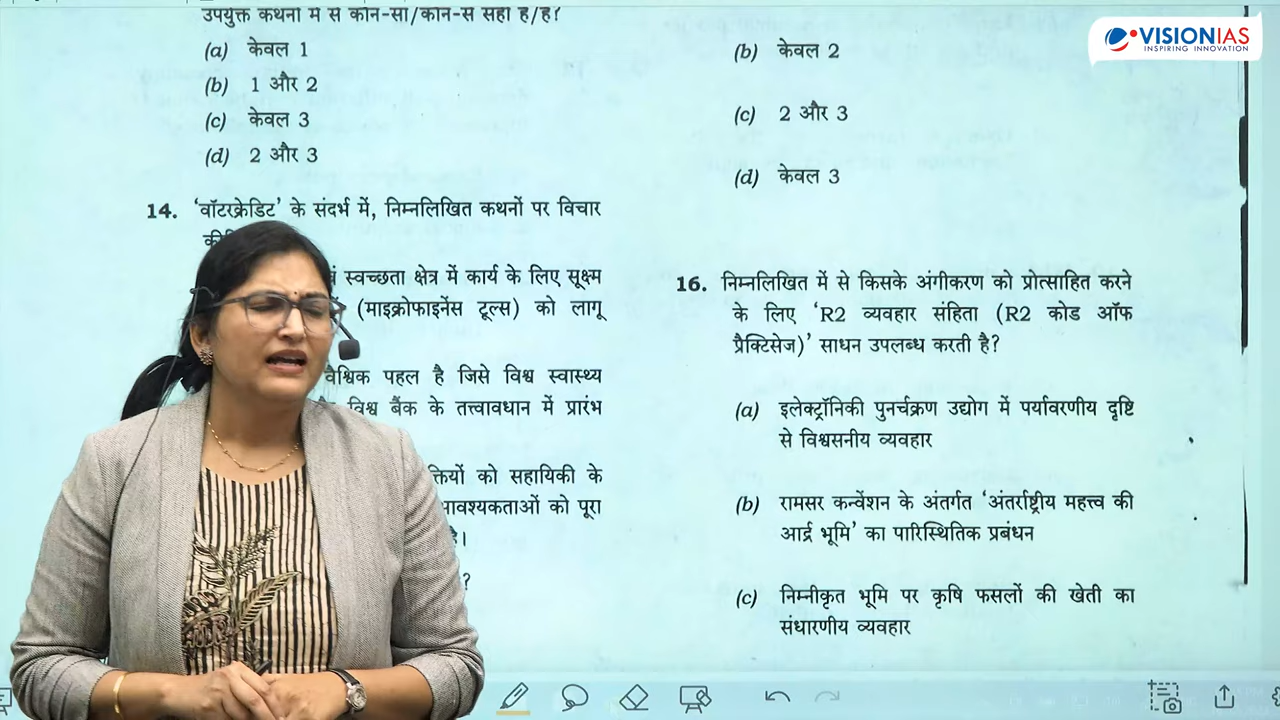 उपर्युक्त कथनों में से कौन-सा/कौन-से सही है/हैं?
(a) केवल 1
(b) 1 और 2
(c) केवल 3
(d) 2 और 3
14. 'वॉटरक्रेडिट' के संदर्भ में, निम्नलिखित कथनों पर विचार
स्वच्छता क्षेत्र में कार्य के लिए सूक्ष्म
(माइक्रोफाइनेंस टूल्स) को लागू
वैश्विक पहल है जिसे विश्व स्वास्थ्य
विश्व बैंक के तत्त्वावधान में प्रारंभ
को सहायिकी के
को पूरा
(b) केवल 2
(c) 2 और 3
(d) केवल 3
16. निम्नलिखित में से किसके अंगीकरण को प्रोत्साहित करने
के लिए 'R2 व्यवहार संहिता (R2 कोड ऑफ
प्रैक्टिसेज)' साधन उपलब्ध करती है?
(a) इलेक्ट्रॉनिकी पुनर्चक्रण उद्योग में पर्यावरणीय दृष्टि
से विश्वसनीय व्यवहार
(b) रामसर कन्वेंशन के अंतर्गत 'अंतर्राष्ट्रीय महत्त्व की
आर्द्र भूमि' का पारिस्थितिक प्रबंधन
(c) निम्नीकृत भूमि पर कृषि फसलों की खेती का
संधारणीय व्यवहार
VISIONIAS
INSPIRING INNOVATION